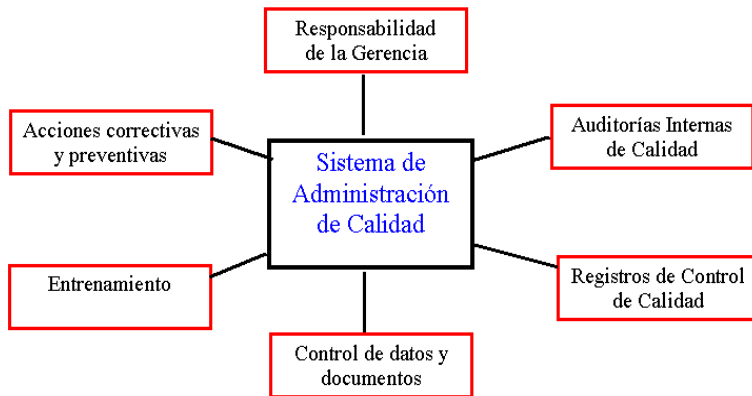 Responsabilidad
de la Gerencia
Acciones correctivas
y preventivas
Sistema de
Administración
de Calidad
Auditorías Internas
de Calidad
Entrenamiento
Registros de Control
de Calidad
Control de datos y
documentos